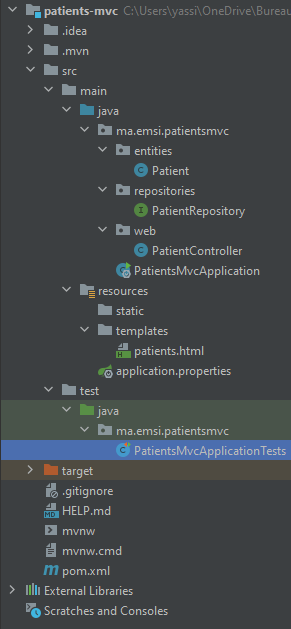 patients-mvc C:\Users\yassi\OneDrive\Bureau
.idea
.mvn
src
main
java
ma.emsi.patientsmvc
entities
Patient
repositories
PatientRepository
web
PatientController
PatientsMvcApplication
resources
static
templates
patients.html
application.properties
test
java
ma.emsi.patientsmvc
PatientsMvcApplicationTests
target
.gitignore
HELP.md
mvnw
mvnw.cmd
pom.xml
External Libraries
Scratches and Consoles